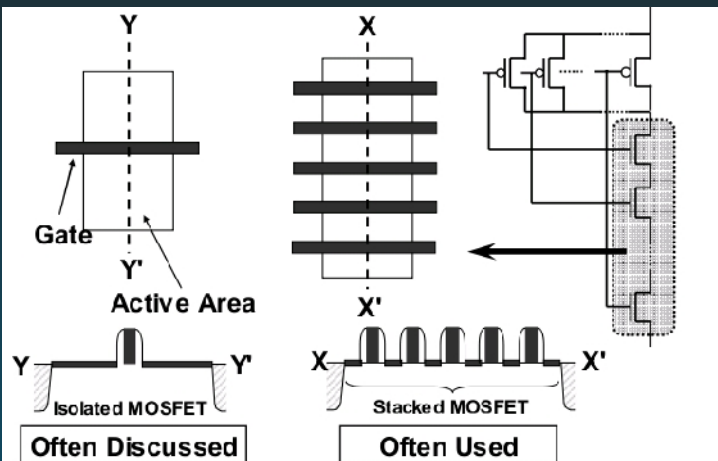 Y
X
Gate
Y'
Active Area
X'
Y
Y'
X
X'
Isolated MOSFET
Stacked MOSFET
Often Discussed
Often Used